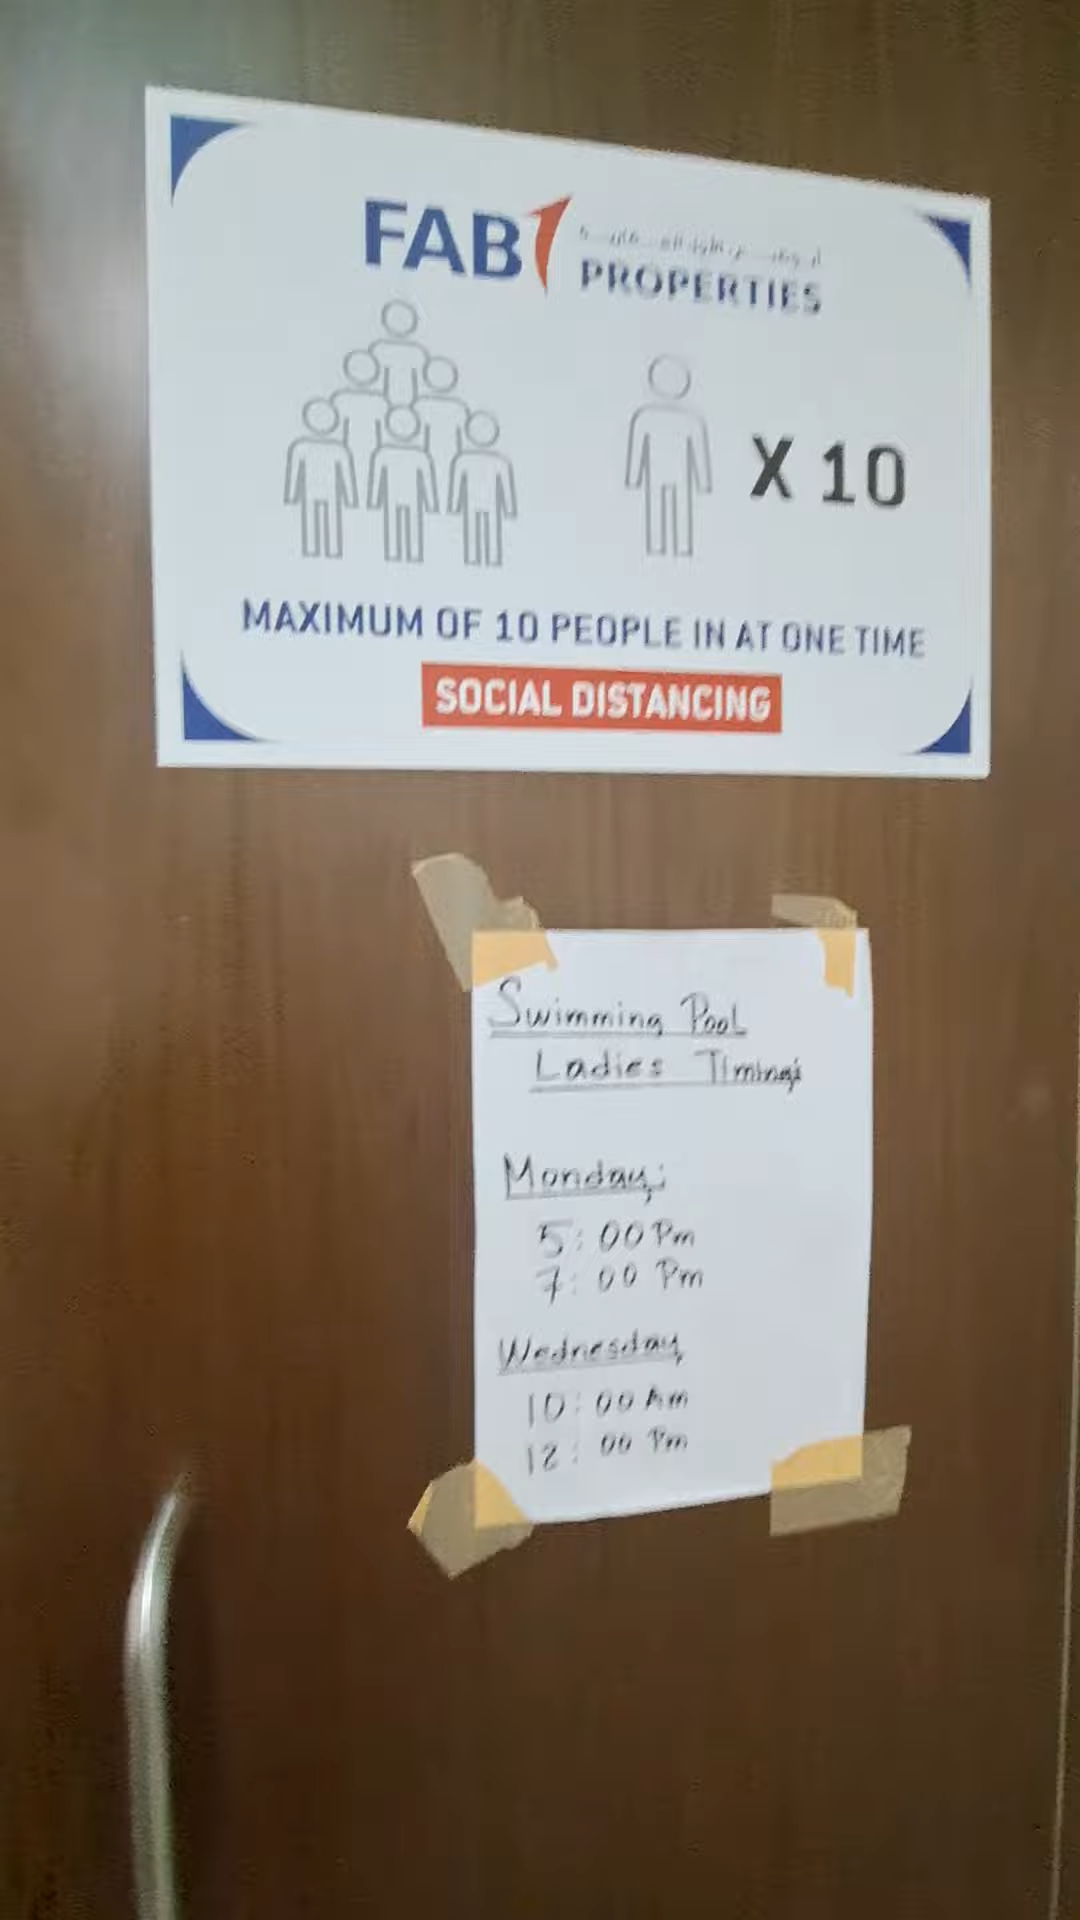 FAB
PROPERTIES
X 10
MAXIMUM OF 10 PEOPLE IN AT ONE TIME
SOCIAL DISTANCING
Swimming Pool
Ladies Timings
Monday:
5:00 Pm
7:00 Pm
Wednesday
10:00 Am
12:00 Pm